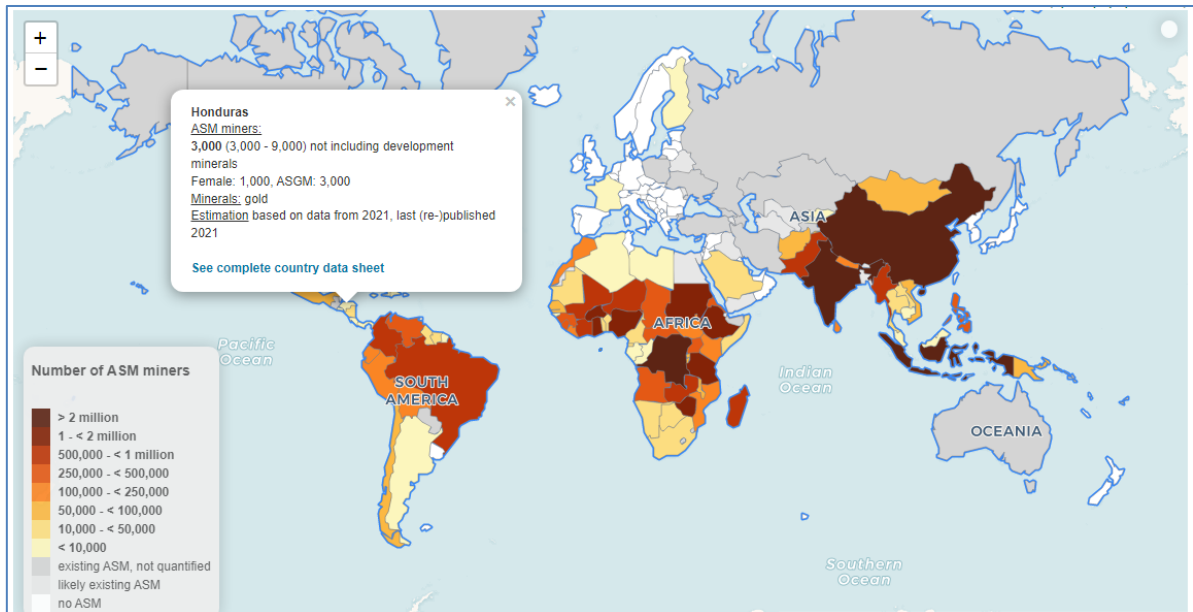 +
−
Honduras
ASM miners:
3,000 (3,000 - 9,000) not including development
minerals
Female: 1,000, ASGM: 3,000
Minerals: gold
Estimation based on data from 2021, last (re-)published
2021
See complete country data sheet
×
ASIA
AFRICA
Pacific
Ocean
SOUTH
AMERICA
Indian
Ocean
OCEANIA
Southern
Ocean
Number of ASM miners
> 2 million
1 - < 2 million
500,000 - < 1 million
250,000 - < 500,000
100,000 - < 250,000
50,000 - < 100,000
10,000 - < 50,000
< 10,000
existing ASM, not quantified
likely existing ASM
no ASM